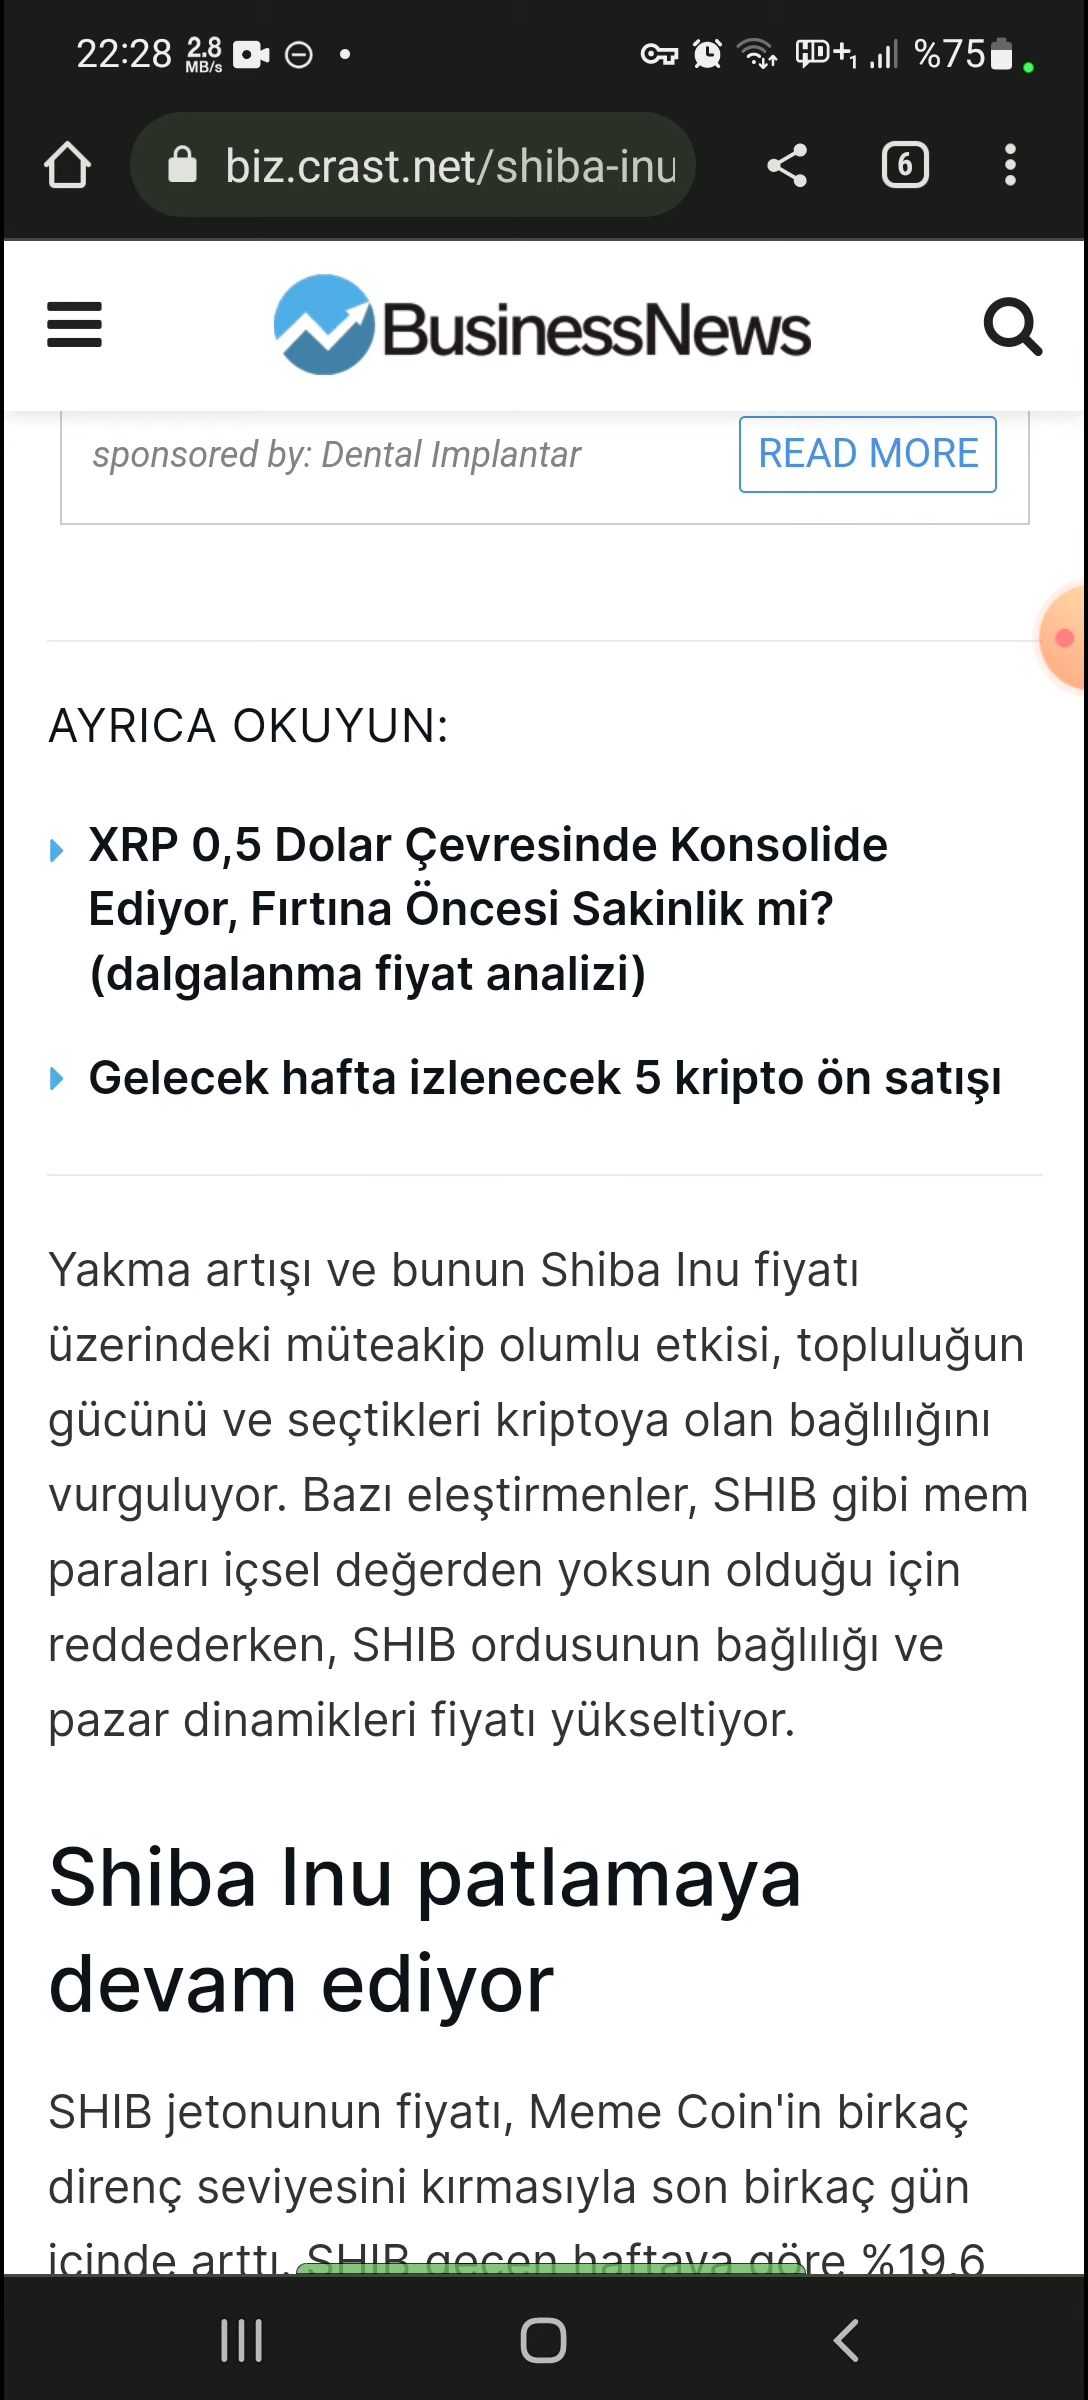 22:28 2.8 MB/s HD+1 %75
biz.crast.net/shiba-inu 6
BusinessNews
sponsored by: Dental Implantar READ MORE
AYRICA OKUYUN:
XRP 0,5 Dolar Çevresinde Konsolide
Ediyor, Fırtına Öncesi Sakinlik mi?
(dalgalanma fiyat analizi)
Gelecek hafta izlenecek 5 kripto ön satışı
Yakma artışı ve bunun Shiba Inu fiyatı
üzerindeki müteakip olumlu etkisi, topluluğun
gücünü ve seçtikleri kriptoya olan bağlılığını
vurguluyor. Bazı eleştirmenler, SHIB gibi mem
paraları içsel değerden yoksun olduğu için
reddederken, SHIB ordusunun bağlılığı ve
pazar dinamikleri fiyatı yükseltiyor.
Shiba Inu patlamaya
devam ediyor
SHIB jetonunun fiyatı, Meme Coin'in birkaç
direnç seviyesini kırmasıyla son birkaç gün
içinde arttı. SHIB geçen haftaya göre %19,6